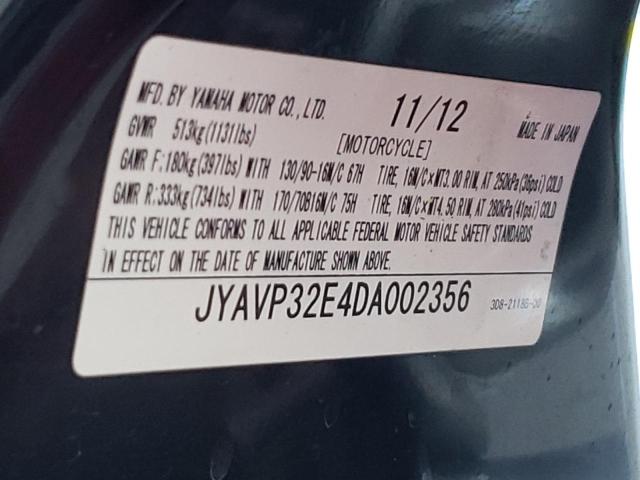 MFD. BY YAMAHA MOTOR CO., LTD. 11/12 MADE IN JAPAN
GVWR 513kg(1131lbs) [MOTORCYCLE]
GAWR F:180kg(397lbs) WITH 130/90-16M/C 67H TIRE, 16M/C×MT3.00 RIM, AT 250kPa(36psi) COLD
GAWR R:333kg(734lbs) WITH 170/70B16M/C 75H TIRE, 16M/C×MT4.50 RIM, AT 280kPa(41psi) COLD
THIS VEHICLE CONFORMS TO ALL APPLICABLE FEDERAL MOTOR VEHICLE SAFETY STANDARDS
IN EFFECT ON THE DATE OF MANUFACTURE SHOWN ABOVE.
JYAVP32E4DA002356 3D8-2118G-D0